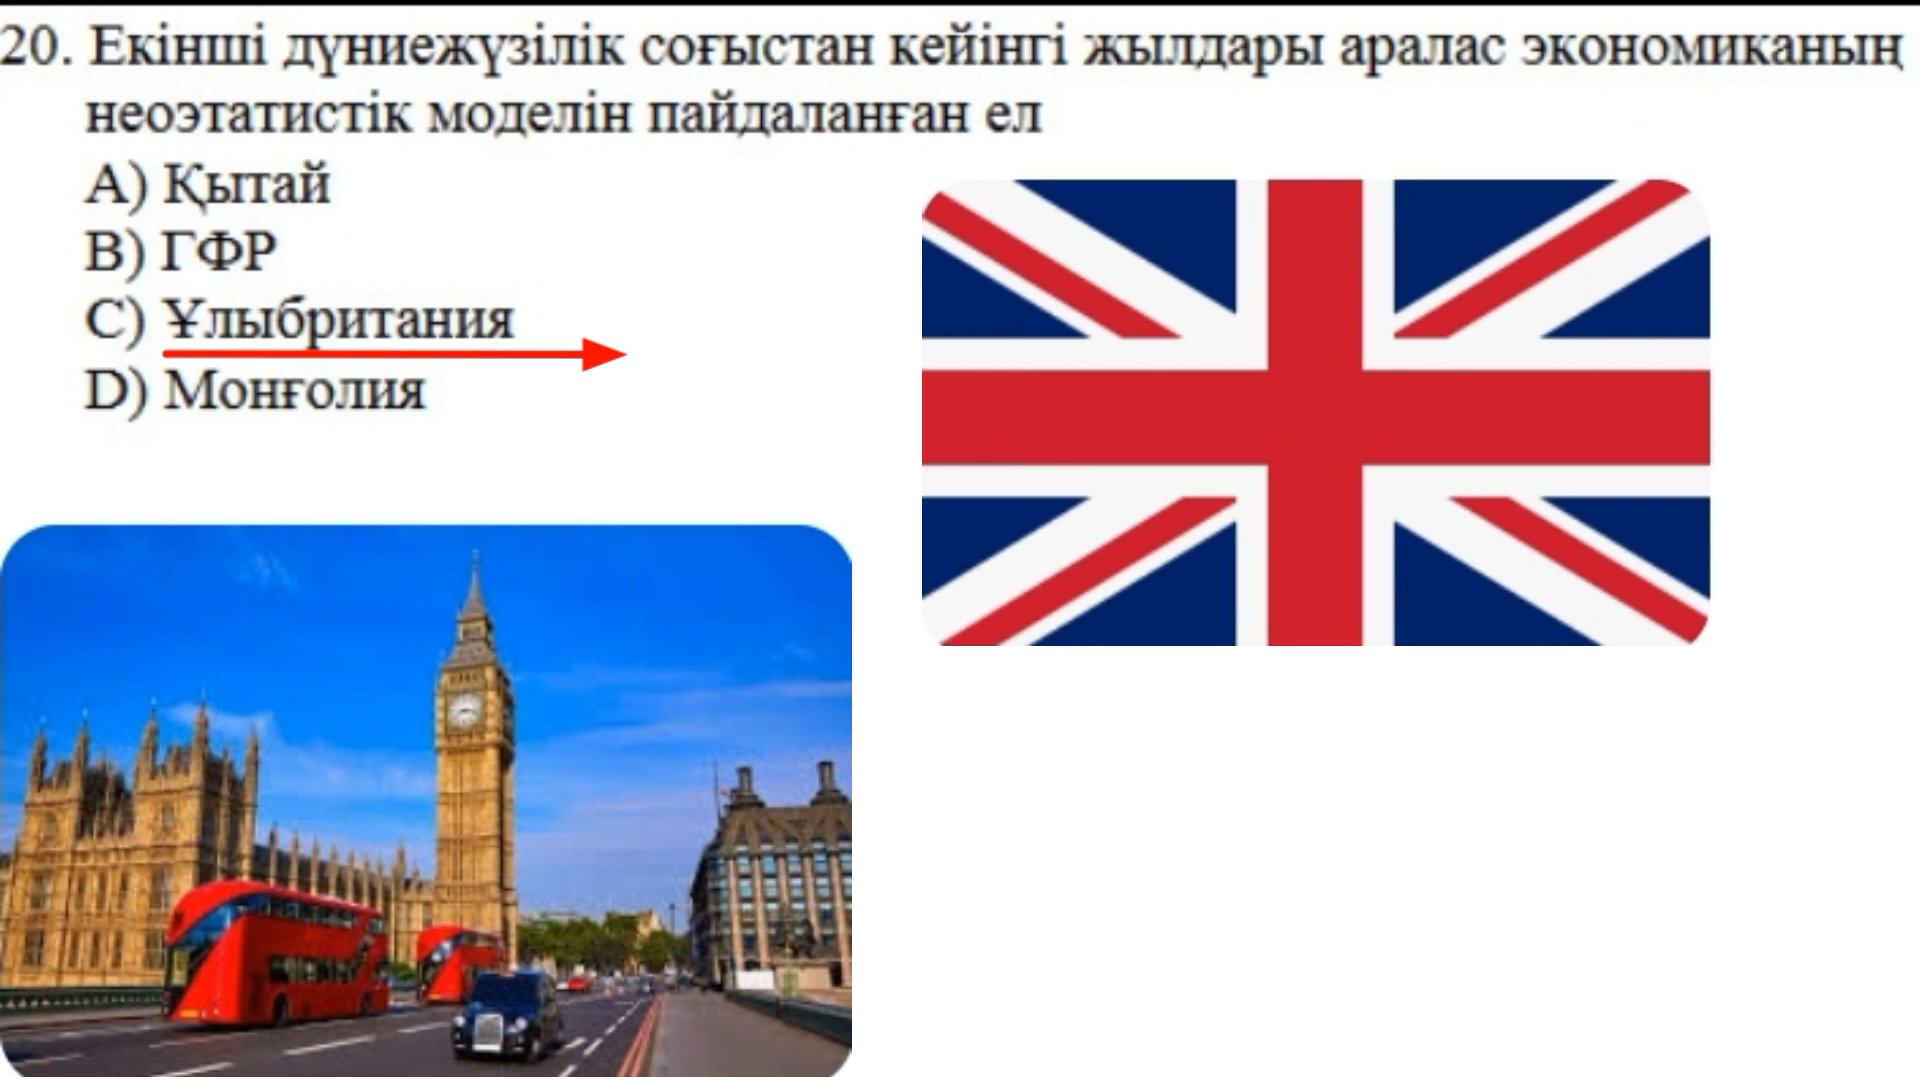 20. Екінші дүниежүзілік соғыстан кейінгі жылдары аралас экономиканың
неоэтатистік моделін пайдаланған ел
A) Қытай
B) ГФР
C) Ұлыбритания
D) Монғолия